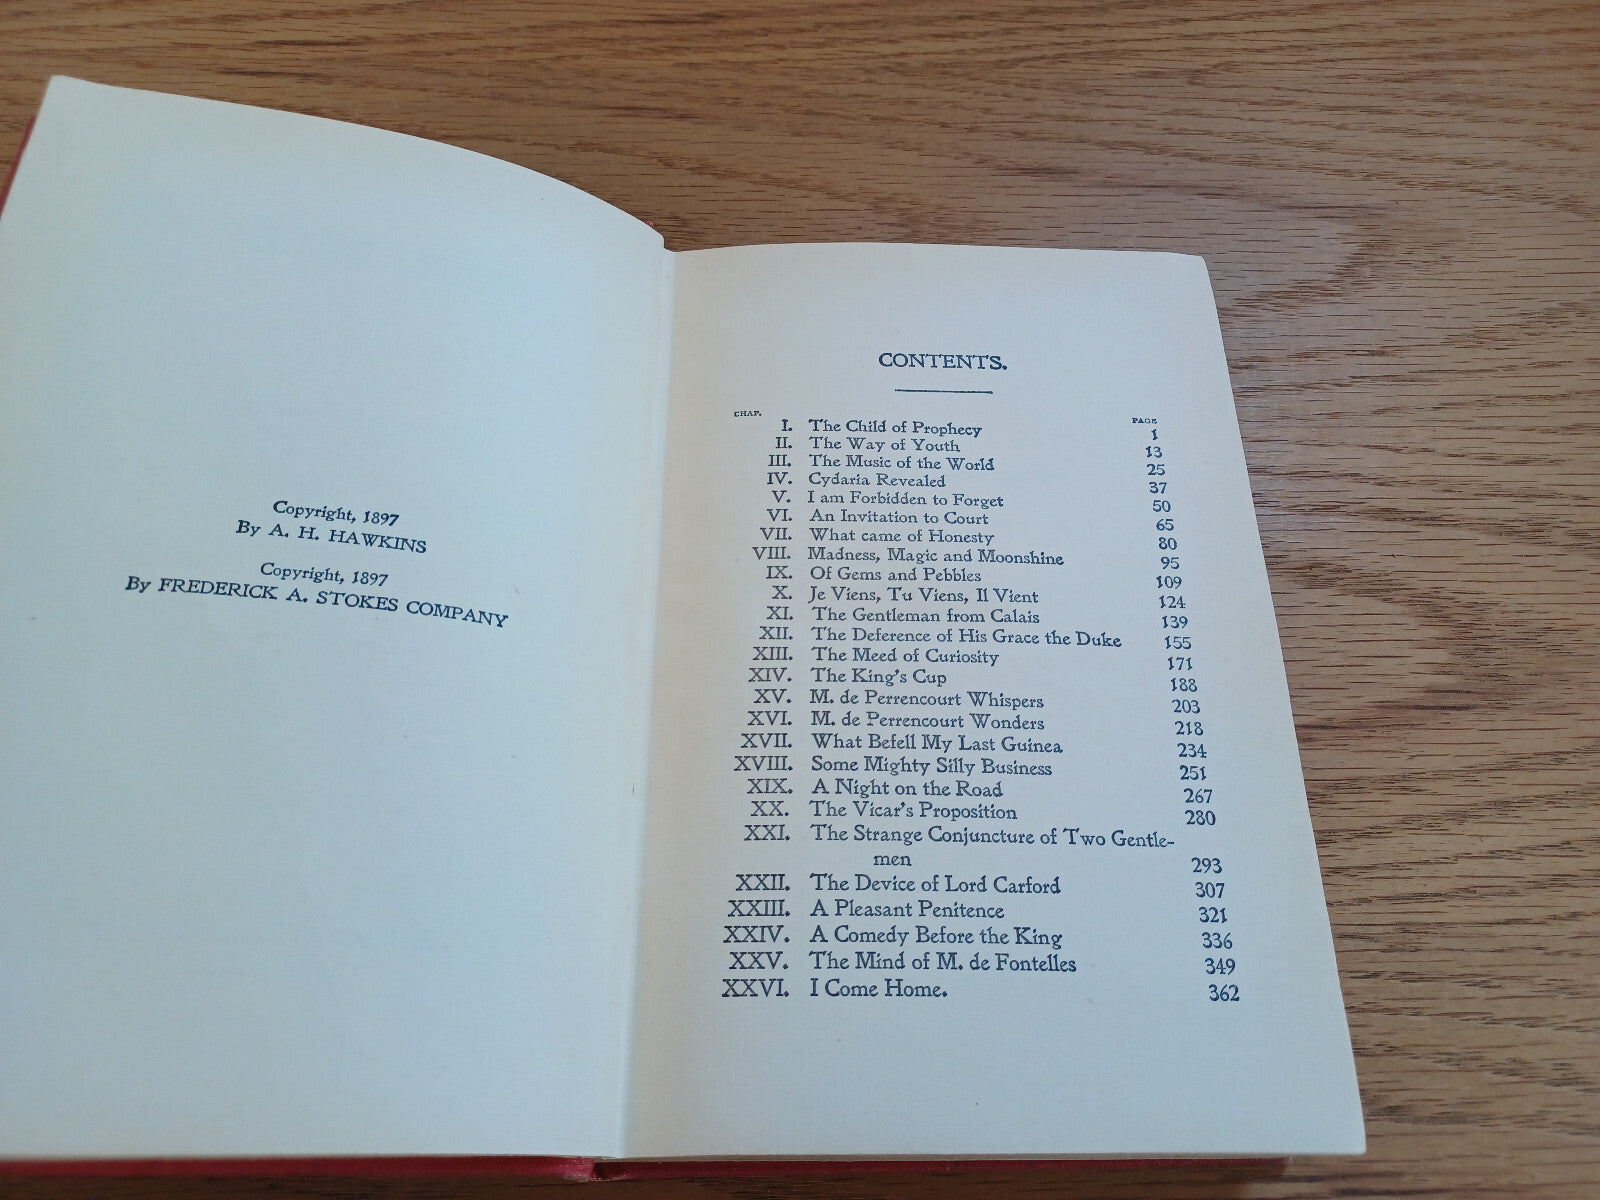 Copyright, 1897
By A. H. HAWKINS
Copyright, 1897
By FREDERICK A. STOKES COMPANY
CONTENTS.
CHAP. PAGE
I. The Child of Prophecy 1
II. The Way of Youth 13
III. The Music of the World 25
IV. Cydaria Revealed 37
V. I am Forbidden to Forget 50
VI. An Invitation to Court 65
VII. What came of Honesty 80
VIII. Madness, Magic and Moonshine 95
IX. Of Gems and Pebbles 109
X. Je Viens, Tu Viens, Il Vient 124
XI. The Gentleman from Calais 139
XII. The Deference of His Grace the Duke 155
XIII. The Meed of Curiosity 171
XIV. The King's Cup 188
XV. M. de Perrencourt Whispers 203
XVI. M. de Perrencourt Wonders 218
XVII. What Befell My Last Guinea 234
XVIII. Some Mighty Silly Business 251
XIX. A Night on the Road 267
XX. The Vicar's Proposition 280
XXI. The Strange Conjuncture of Two Gentle-
men 293
XXII. The Device of Lord Carford 307
XXIII. A Pleasant Penitence 321
XXIV. A Comedy Before the King 336
XXV. The Mind of M. de Fontelles 349
XXVI. I Come Home. 362